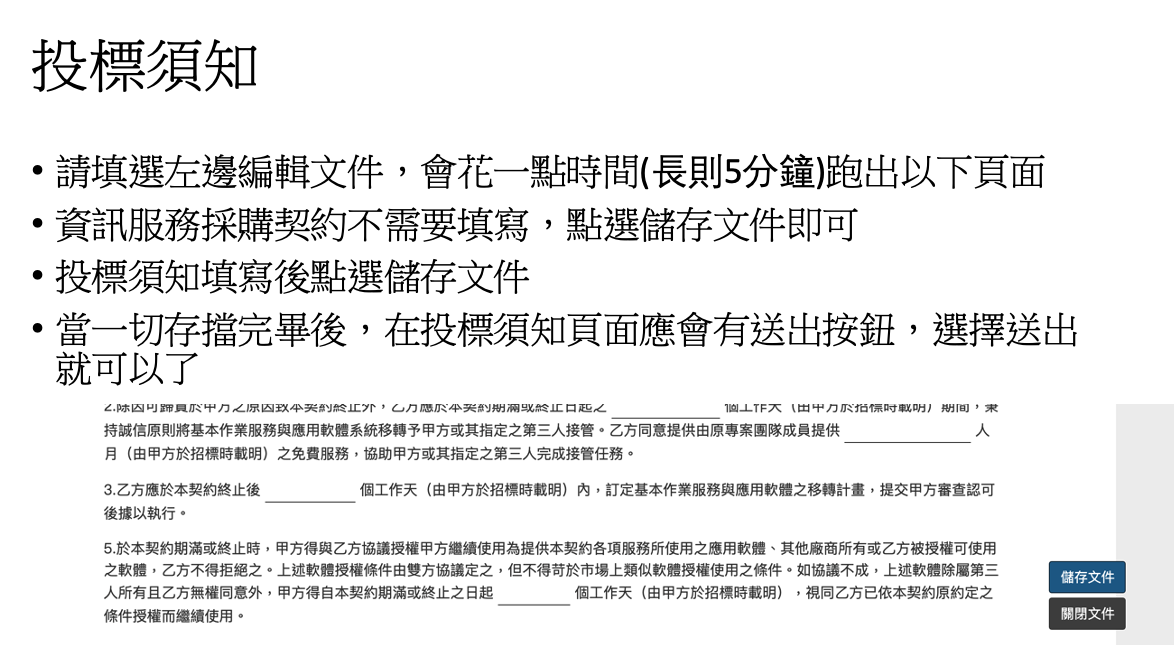 投標須知
• 請填選左邊編輯文件，會花一點時間(長則5分鐘)跑出以下頁面
• 資訊服務採購契約不需要填寫，點選儲存文件即可
• 投標須知填寫後點選儲存文件
• 當一切存擋完畢後，在投標須知頁面應會有送出按鈕，選擇送出
就可以了
2.除因可歸責於甲方之原因致本契約終止外，乙方應於本契約期滿或終止日起之 ________ 個工作天（由甲方於招標時載明）期間，秉
持誠信原則將基本作業服務與應用軟體系統移轉予甲方或其指定之第三人接管。乙方同意提供由原專案團隊成員提供 ________ 人
月（由甲方於招標時載明）之免費服務，協助甲方或其指定之第三人完成接管任務。
3.乙方應於本契約終止後 ________ 個工作天（由甲方於招標時載明）內，訂定基本作業服務與應用軟體之移轉計畫，提交甲方審查認可
後據以執行。
5.於本契約期滿或終止時，甲方得與乙方協議授權甲方繼續使用為提供本契約各項服務所使用之應用軟體、其他廠商所有或乙方被授權可使用
之軟體，乙方不得拒絕之。上述軟體授權條件由雙方協議定之，但不得苛於市場上類似軟體授權使用之條件。如協議不成，上述軟體除屬第三
人所有且乙方無權同意外，甲方得自本契約期滿或終止之日起 ________ 個工作天（由甲方於招標時載明），視同乙方已依本契約原約定之
條件授權而繼續使用。
儲存文件
關閉文件